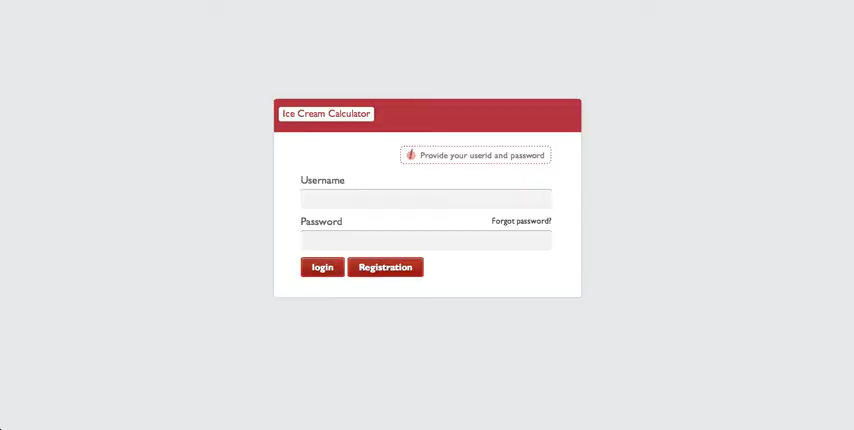 Ice Cream Calculator
Provide your userid and password
Username
Password
Forgot password?
login
Registration